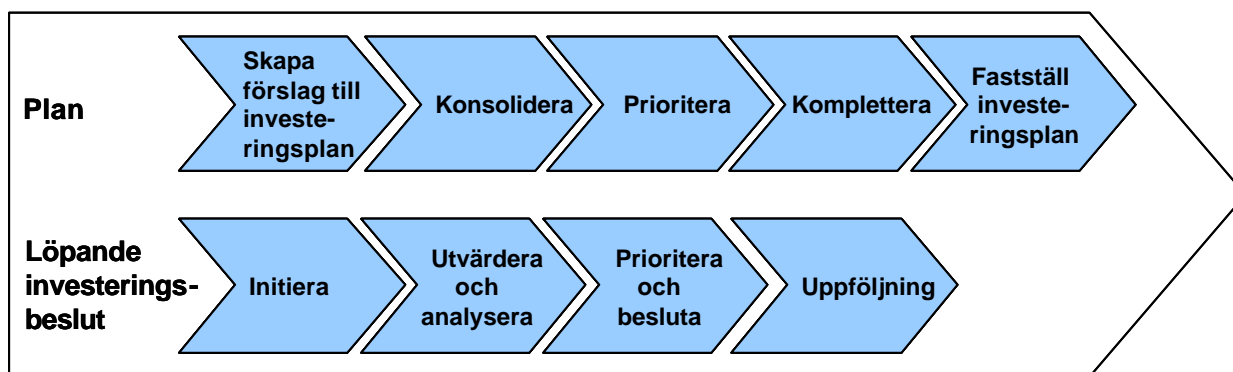 Plan
Skapa
förslag till
investe-
ringsplan
Konsolidera
Prioritera
Komplettera
Fastställ
investe-
ringsplan
Löpande
investerings-
beslut
Initiera
Utvärdera
och
analysera
Prioritera
och
besluta
Uppföljning